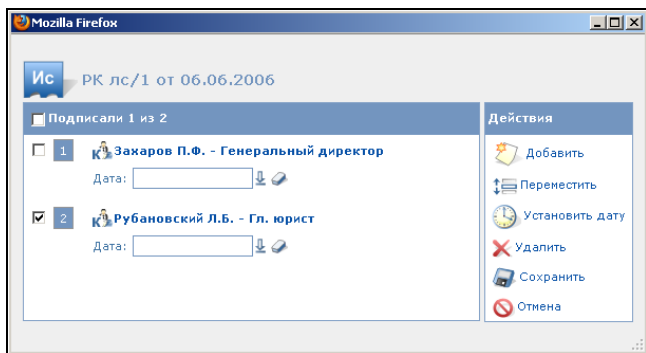 Mozilla Firefox
Ис
РК лс/1 от 06.06.2006
Подписали 1 из 2
Действия
1
К
Захаров П.Ф. - Генеральный директор
Дата:
2
К
Рубановский Л.Б. - Гл. юрист
Дата:
Добавить
Переместить
Установить дату
Удалить
Сохранить
Отмена